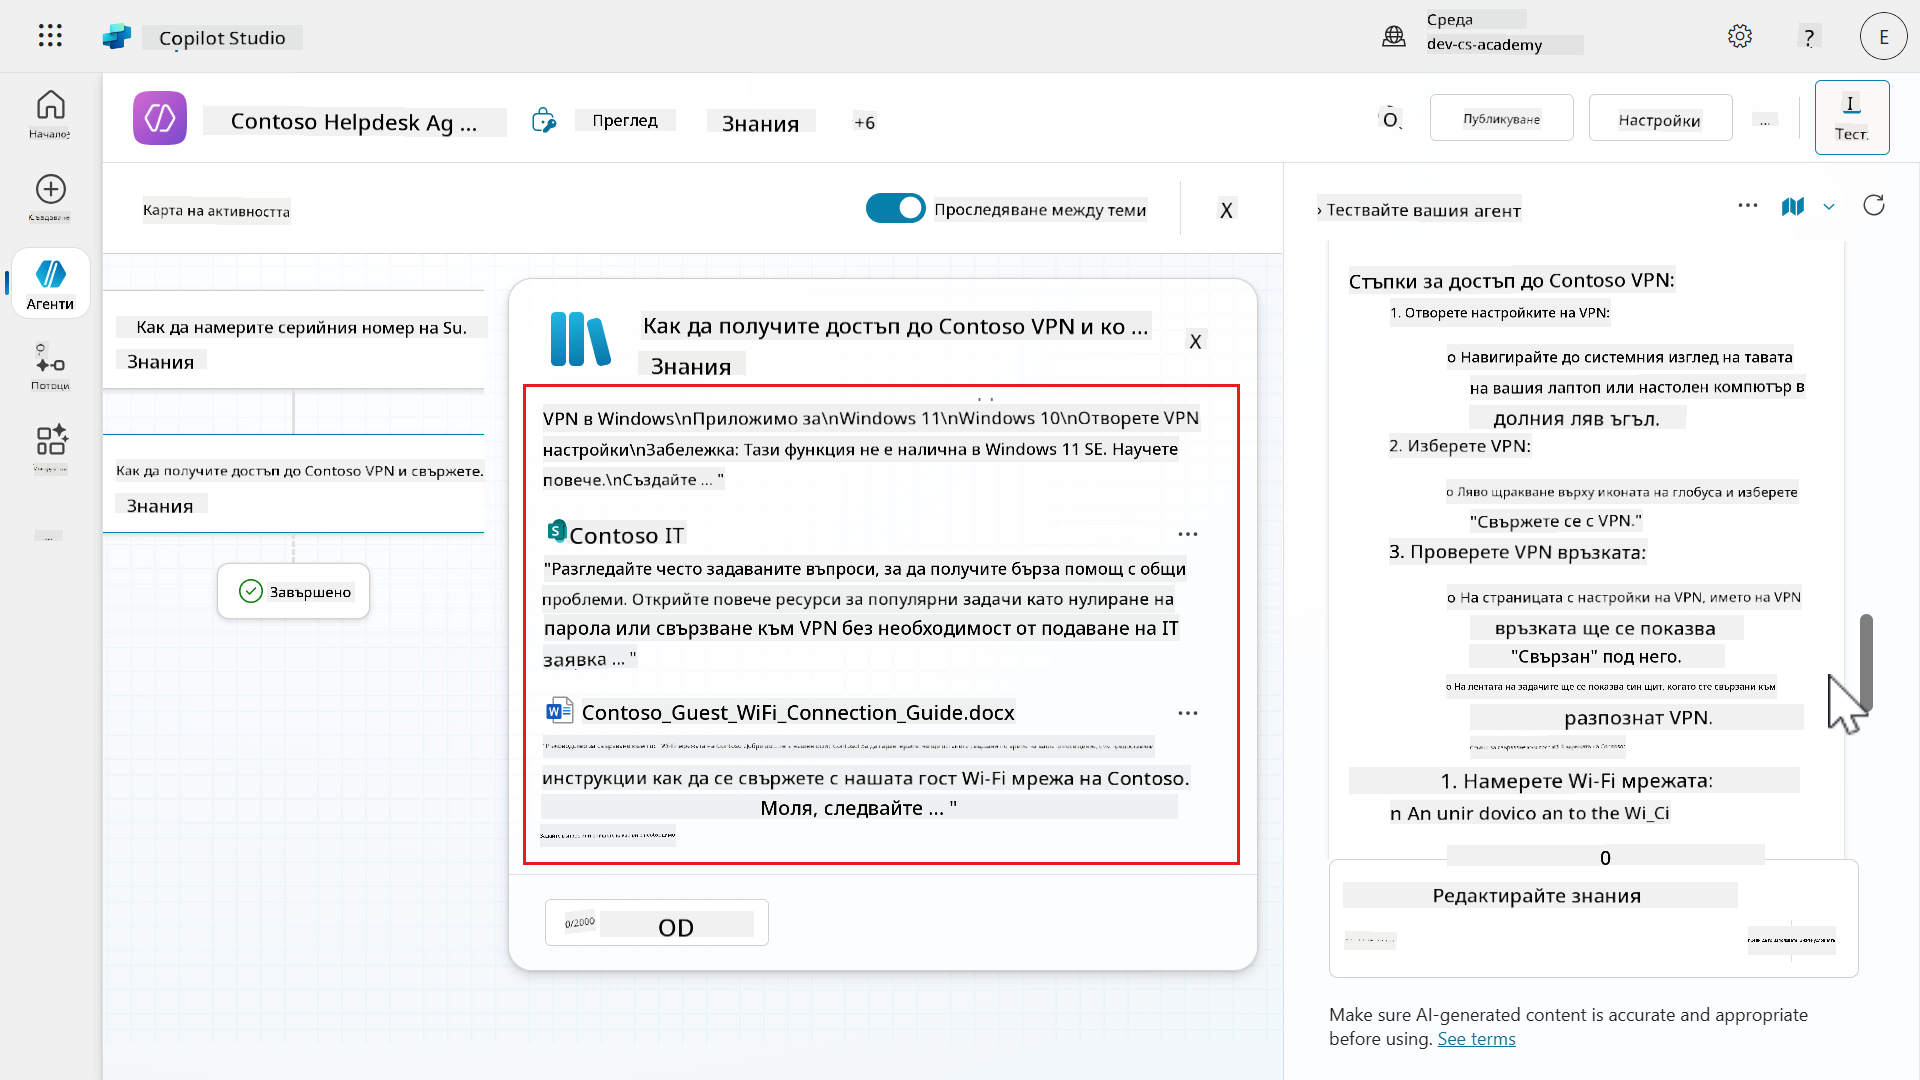 Copilot Studio
Среда
dev-cs-academy
?
E
Contoso Helpdesk Ag ...
Преглед
Знания
+6
Публикуване
Настройки
...
Тест
Начало
Създаване
Агенти
Потоци
...
Карта на активността
Проследяване между теми
X
Как да намерите серийния номер на Su.
Знания
Как да получите достъп до Contoso VPN и свържете.
Знания
Завършено
Как да получите достъп до Contoso VPN и ко ...
X
Знания
VPN в Windows\nПриложимо за\nWindows 11\nWindows 10\nОтворете VPN
настройки\nЗабележка: Тази функция не е налична в Windows 11 SE. Научете
повече.\nСъздайте ... "
Contoso IT
"Разгледайте често задаваните въпроси, за да получите бърза помощ с общи
проблеми. Открийте повече ресурси за популярни задачи като нулиране на
парола или свързване към VPN без необходимост от подаване на IT
заявка ... "
Contoso_Guest_WiFi_Connection_Guide.docx
инструкции как да се свържете с нашата гост Wi-Fi мрежа на Contoso.
Моля, следвайте ... "
0/2000
OD
› Тествайте вашия агент
Стъпки за достъп до Contoso VPN:
1. Отворете настройките на VPN:
o Навигирайте до системния изглед на тавата
на вашия лаптоп или настолен компютър в
долния ляв ъгъл.
2. Изберете VPN:
o Ляво щракване върху иконата на глобуса и изберете
"Свържете се с VPN."
3. Проверете VPN връзката:
o На страницата с настройки на VPN, името на VPN
връзката ще се показва
"Свързан" под него.
o На лентата на задачите ще се показва син щит, когато сте свързани към
разпознат VPN.
1. Намерете Wi-Fi мрежата:
n An unir dovico an to the Wi_Ci
0
Редактирайте знания
Make sure AI-generated content is accurate and appropriate
before using. See terms